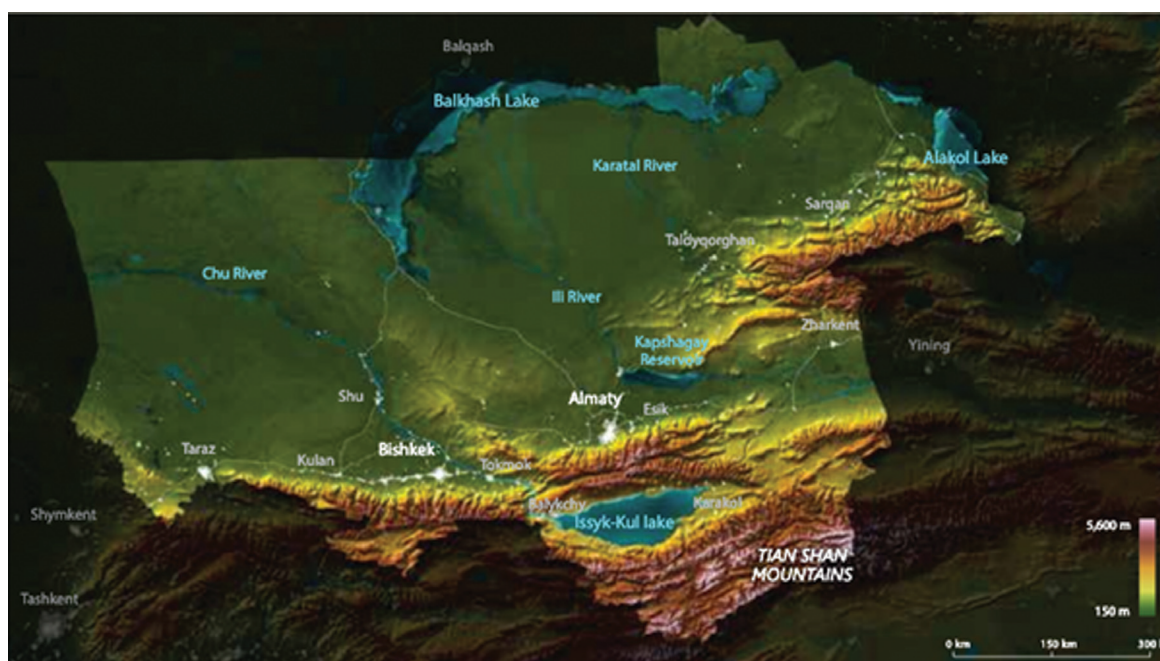 Balqash
Balkhash Lake
Karatal River
Alakol Lake
Sarqan
Taldyqorghan
Chu River
Ili River
Zharkent
Kapshagay
Reservoir
Yining
Shu
Almaty
Esik
Taraz
Kulan
Bishkek
Tokmok
Balykchy
Karakol
Shymkent
Issyk-Kul lake
5,600 m
TIAN SHAN
MOUNTAINS
Tashkent
150 m
0 km 150 km 300